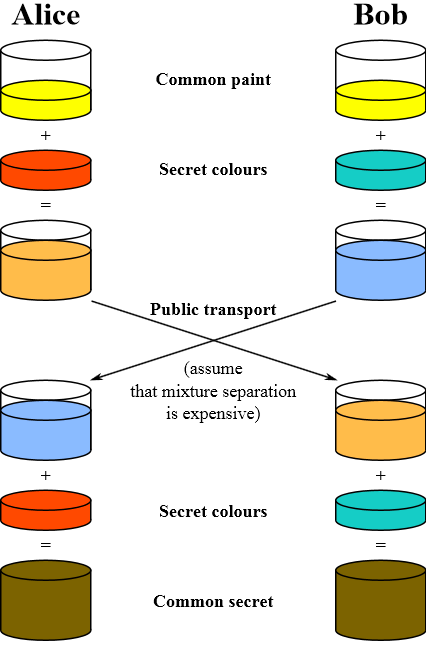 Alice
Bob
Common paint
+
+
Secret colours
=
=
Public transport
(assume
that mixture separation
is expensive)
+
+
Secret colours
=
=
Common secret